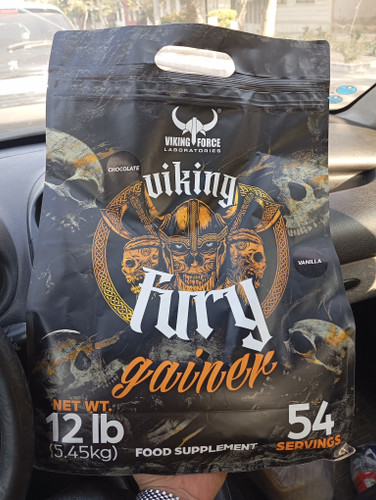 VIKING FORCE
LABORATORIES
CHOCOLATE
viking
VANILLA
fury
gainer
NET WT.
12 lb
(5.45kg)
FOOD SUPPLEMENT
54
SERVINGS